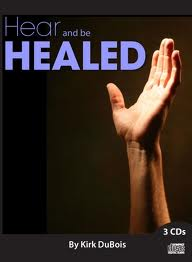 Hear and be
HEALED
3 CDs
By Kirk DuBois